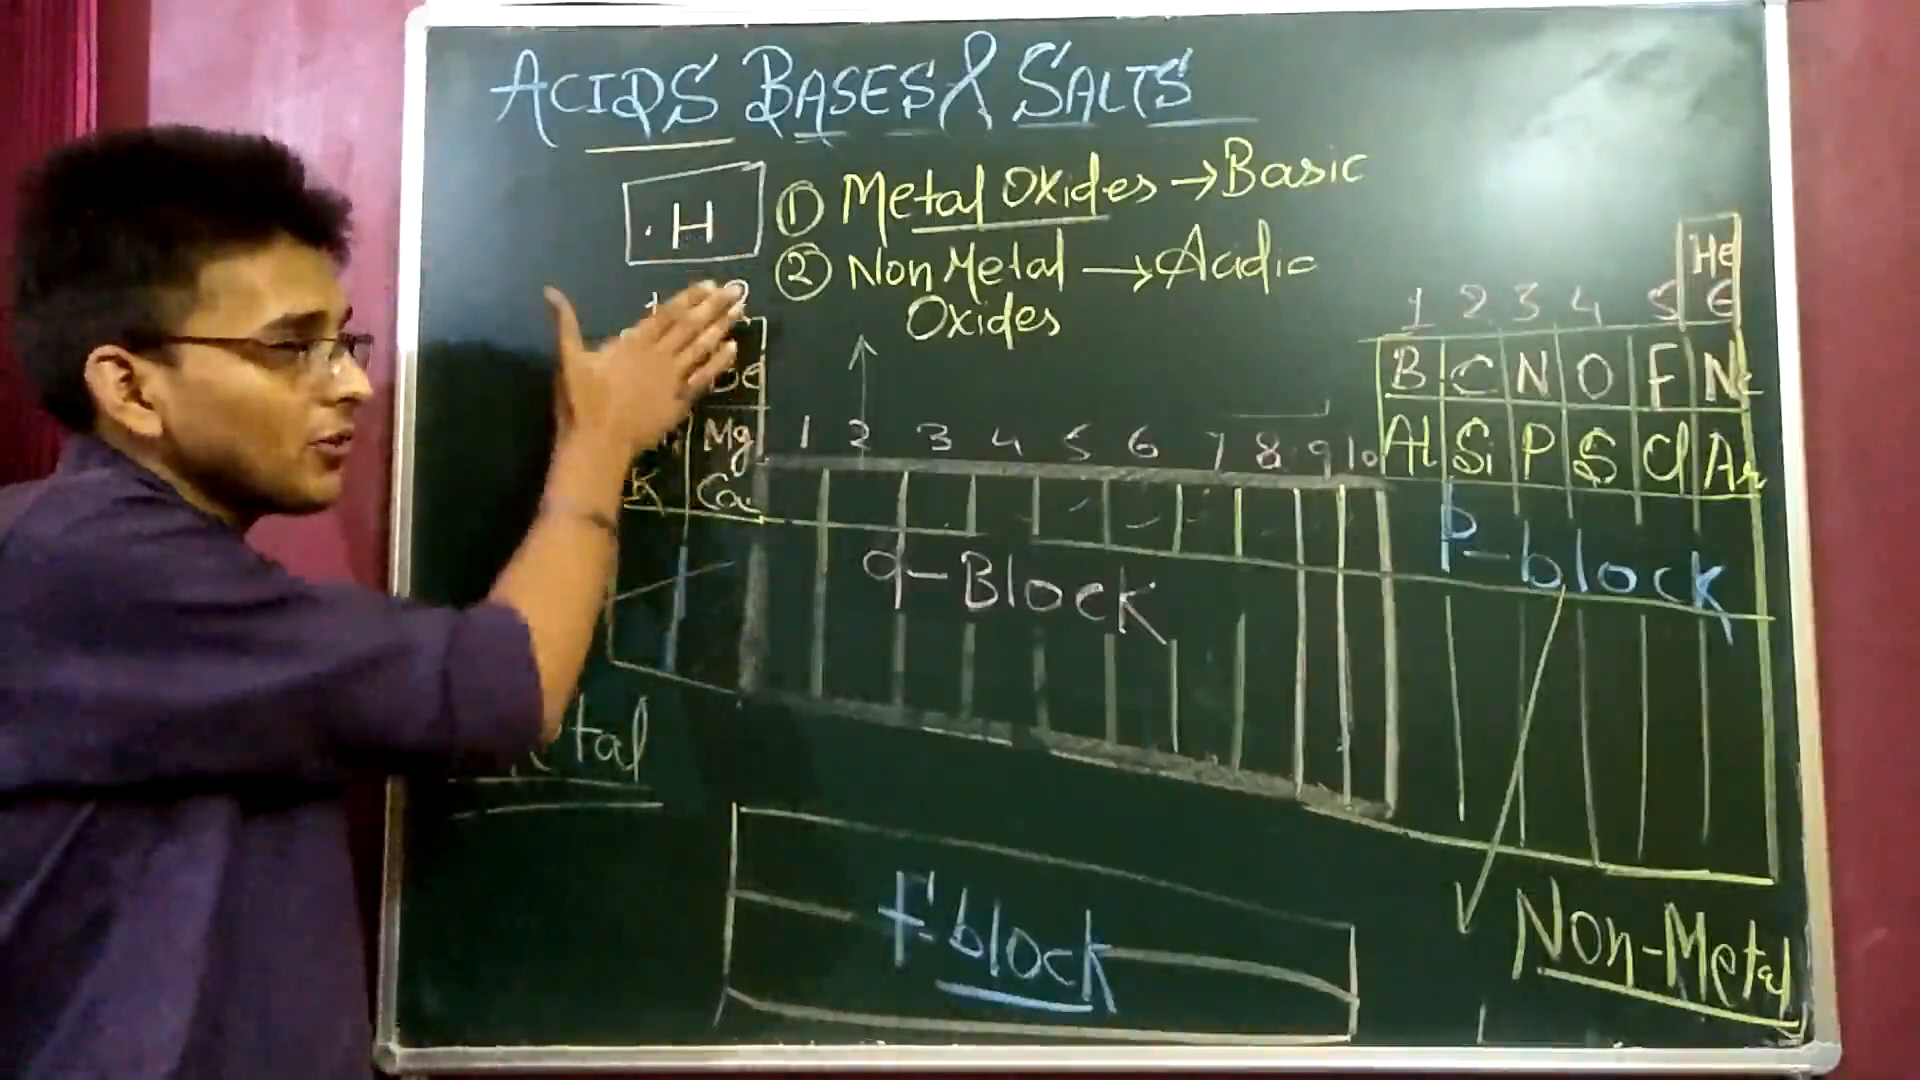 ACIDS BASES & SALTS
H
① Metal Oxides → Basic
② Non Metal → Acidic
Oxides
He
1 2 3 4 5 6
B C N O F Ne
Be
Mg 1 2 3 4 5 6 7 8 9 10 Al Si P S Cl Ar
K Ca
d-Block
P-block
F-block
Non-Metal